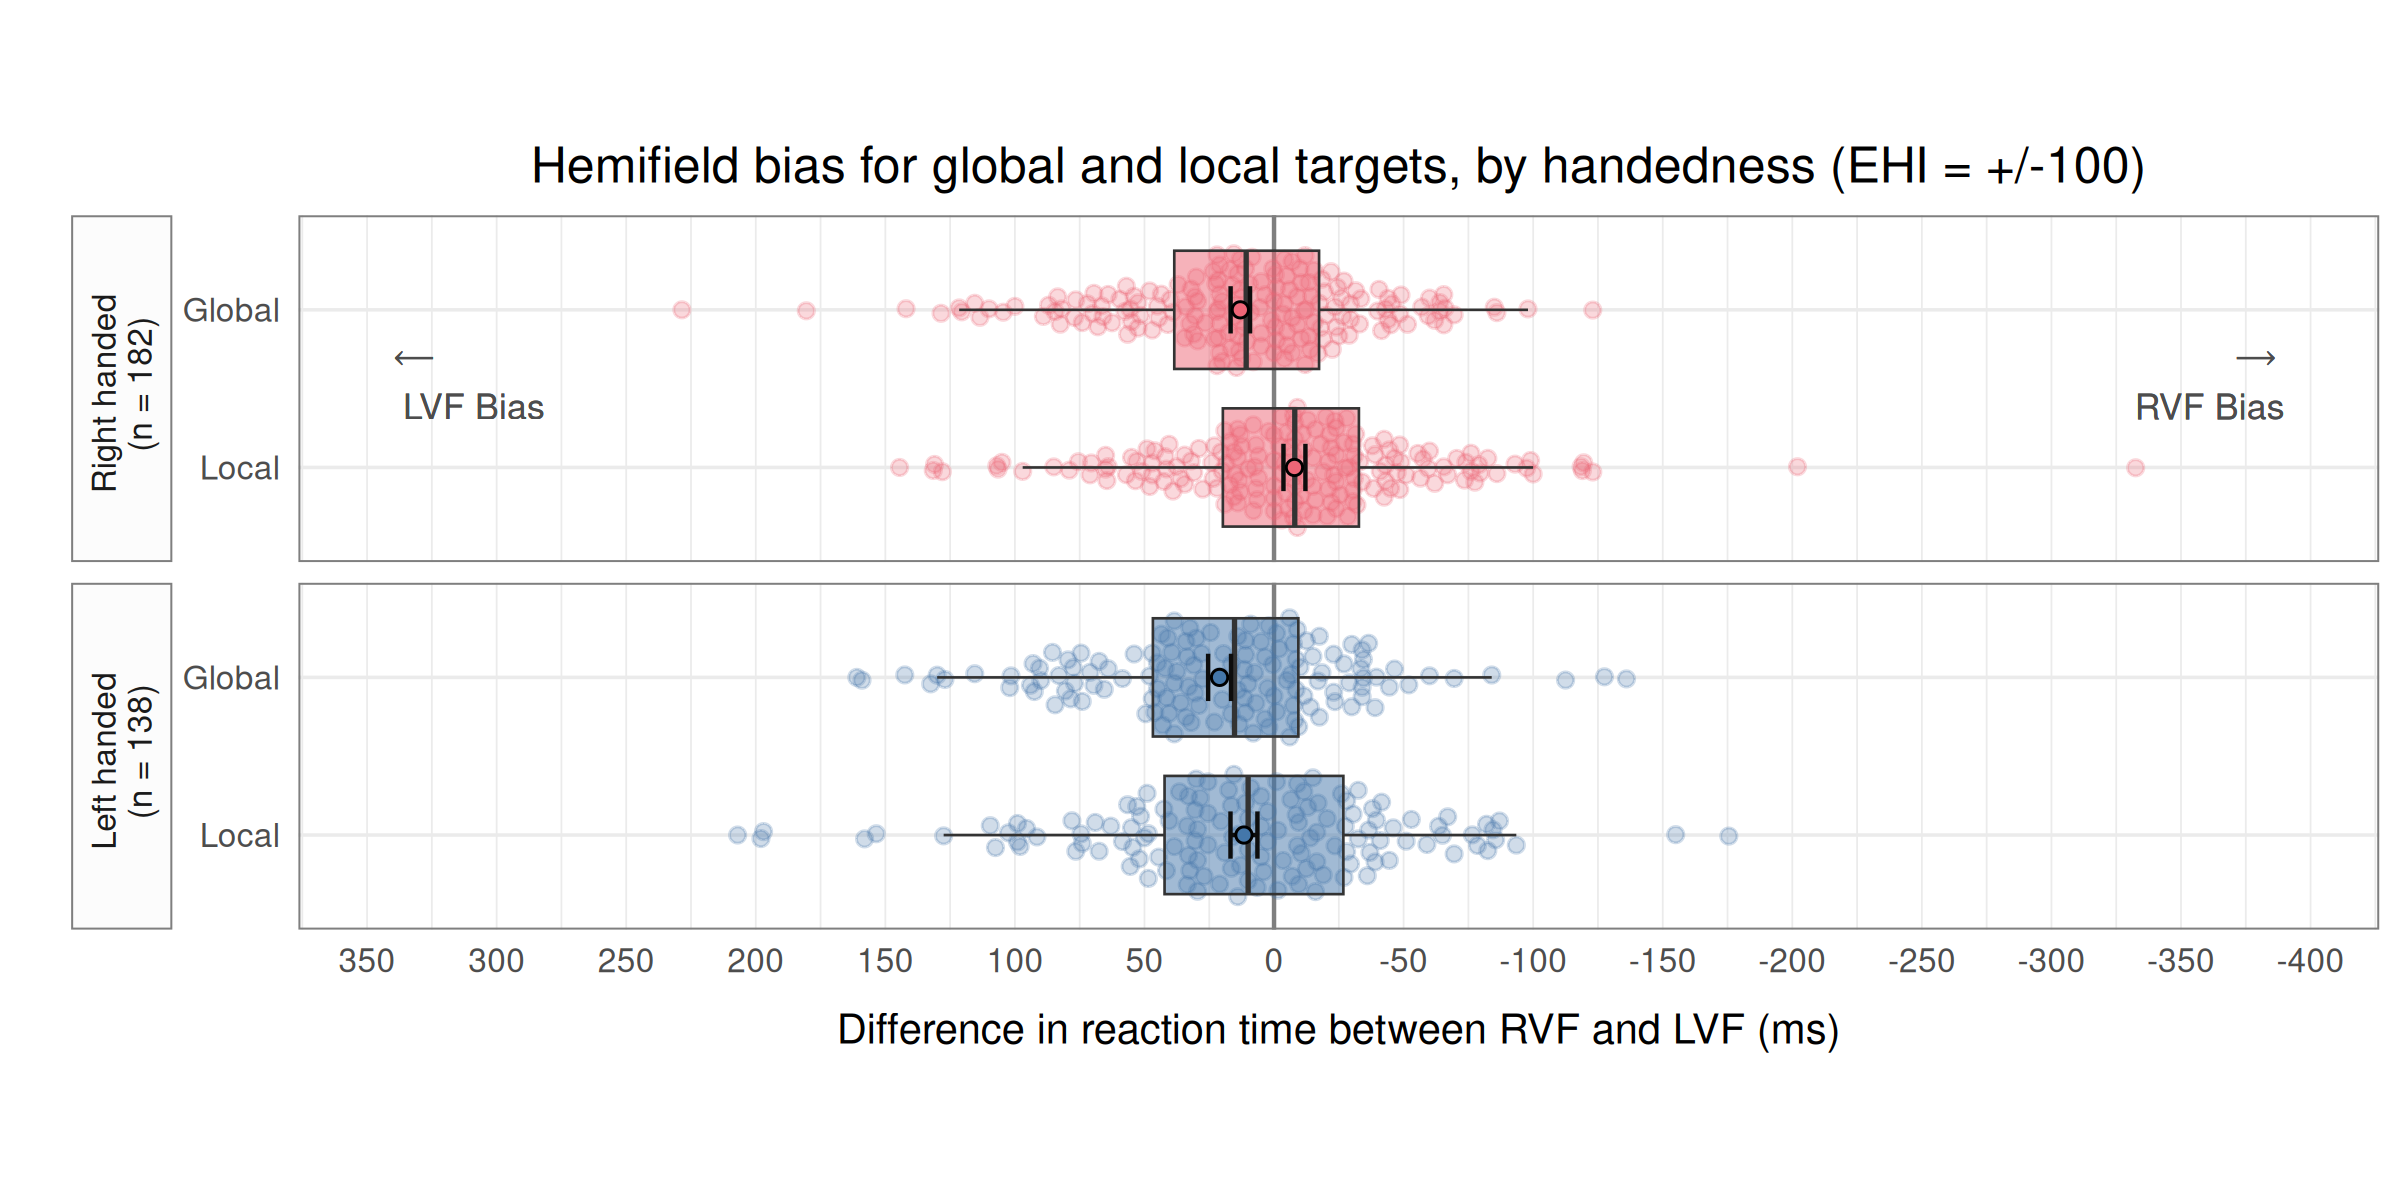 Hemifield bias for global and local targets, by handedness (EHI = +/-100)
Right handed
(n = 182)
Global
Local
← →
LVF Bias RVF Bias
Left handed
(n = 138)
Global
Local
350 300 250 200 150 100 50 0 -50 -100 -150 -200 -250 -300 -350 -400
Difference in reaction time between RVF and LVF (ms)